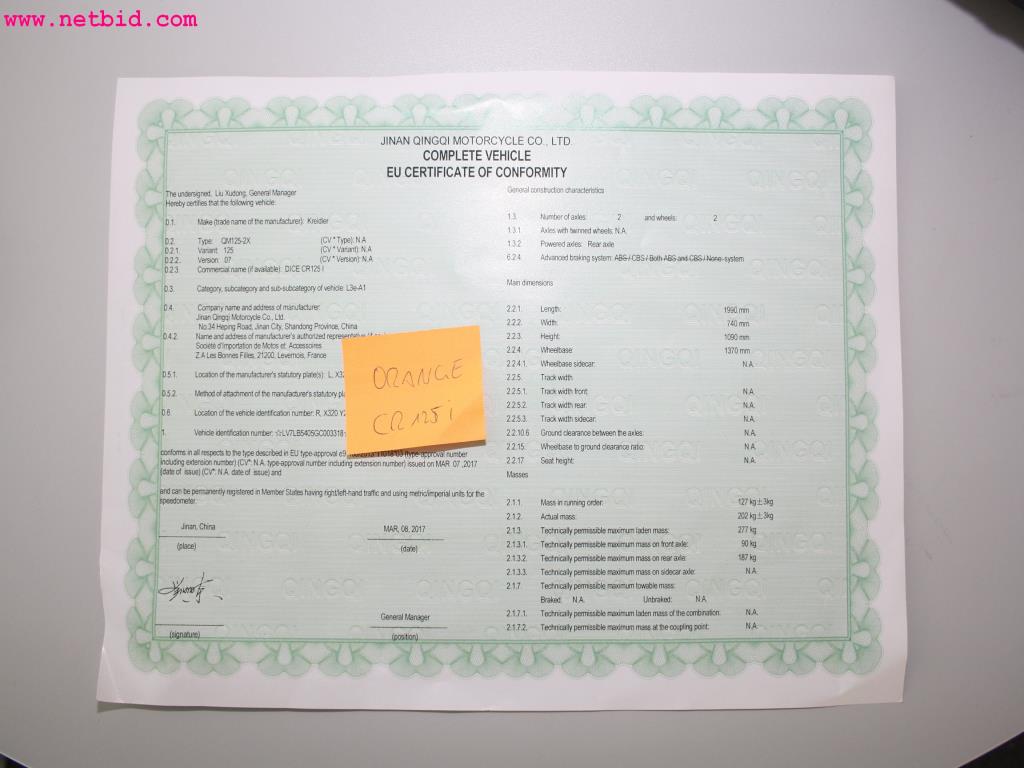 www.netbid.com
JINAN QINGQI MOTORCYCLE CO., LTD.
COMPLETE VEHICLE
EU CERTIFICATE OF CONFORMITY
The undersigned, Liu Xudong, General Manager
Hereby certifies that the following vehicle:
0.1. Make (trade name of the manufacturer): Kreidler
0.2. Type: QM125-2X (CV * Type): N.A
0.2.1. Variant: 125 (CV * Variant): N.A
0.2.2. Version: 07 (CV * Version): N.A
0.2.3 Commercial name (if available): DICE CR125 I
0.3. Category, subcategory and sub-subcategory of vehicle: L3e-A1
0.4. Company name and address of manufacturer:
Jinan Qingqi Motorcycle Co., Ltd.
No.34 Heping Road, Jinan City, Shandong Province, China
0.4.2. Name and address of manufacturer's authorized representative
Société d'Importation de Motos et Accessoires
Z.A Les Bonnes Filles, 21200, Levernois, France
0.5.1. Location of the manufacturer's statutory plate(s): L, X32
0.5.2. Method of attachment of the manufacturer's statutory
0.6. Location of the vehicle identification number: R, X320
1. Vehicle identification number: ☆LV7LB5405GC003318
conforms in all respects to the type described in EU type-approval (type-approval number
including extension number) (CV*: N.A. type-approval number including extension number) issued on MAR 07 ,2017
(date of issue) (CV*: N.A. date of issue) and
and can be permanently registered in Member States having right/left-hand traffic and using metric/imperial units for the
speedometer.
Jinan, China
(place)
MAR, 08, 2017
(date)
(signature)
General Manager
(position)
ORANGE
CR125i
General construction characteristics
1.3. Number of axles: 2 and wheels: 2
1.3.1 Axles with twinned wheels: N.A.
1.3.2 Powered axles: Rear axle
6.2.4. Advanced braking system: ABS / CBS / Both ABS and CBS / None-system
Main dimensions
2.2.1. Length: 1990 mm
2.2.2. Width: 740 mm
2.2.3. Height: 1090 mm
2.2.4. Wheelbase: 1370 mm
2.2.4.1. Wheelbase sidecar: N.A.
2.2.5. Track width
2.2.5.1. Track width front: N.A.
2.2.5.2. Track width rear: N.A.
2.2.5.3. Track width sidecar: N.A.
2.2.10.6 Ground clearance between the axles: N.A.
2.2.15. Wheelbase to ground clearance ratio: N.A.
2.2.17 Seat height: N.A.
Masses
2.1.1. Mass in running order: 127 kg±3kg
2.1.2. Actual mass: 202 kg±3kg
2.1.3. Technically permissible maximum laden mass: 277 kg
2.1.3.1. Technically permissible maximum mass on front axle: 90 kg
2.1.3.2. Technically permissible maximum mass on rear axle: 187 kg
2.1.3.3. Technically permissible maximum mass on sidecar axle: N.A.
2.1.7. Technically permissible maximum towable mass:
Braked: N.A. Unbraked: N.A.
2.1.7.1. Technically permissible maximum laden mass of the combination: N.A.
2.1.7.2. Technically permissible maximum mass at the coupling point: N.A.